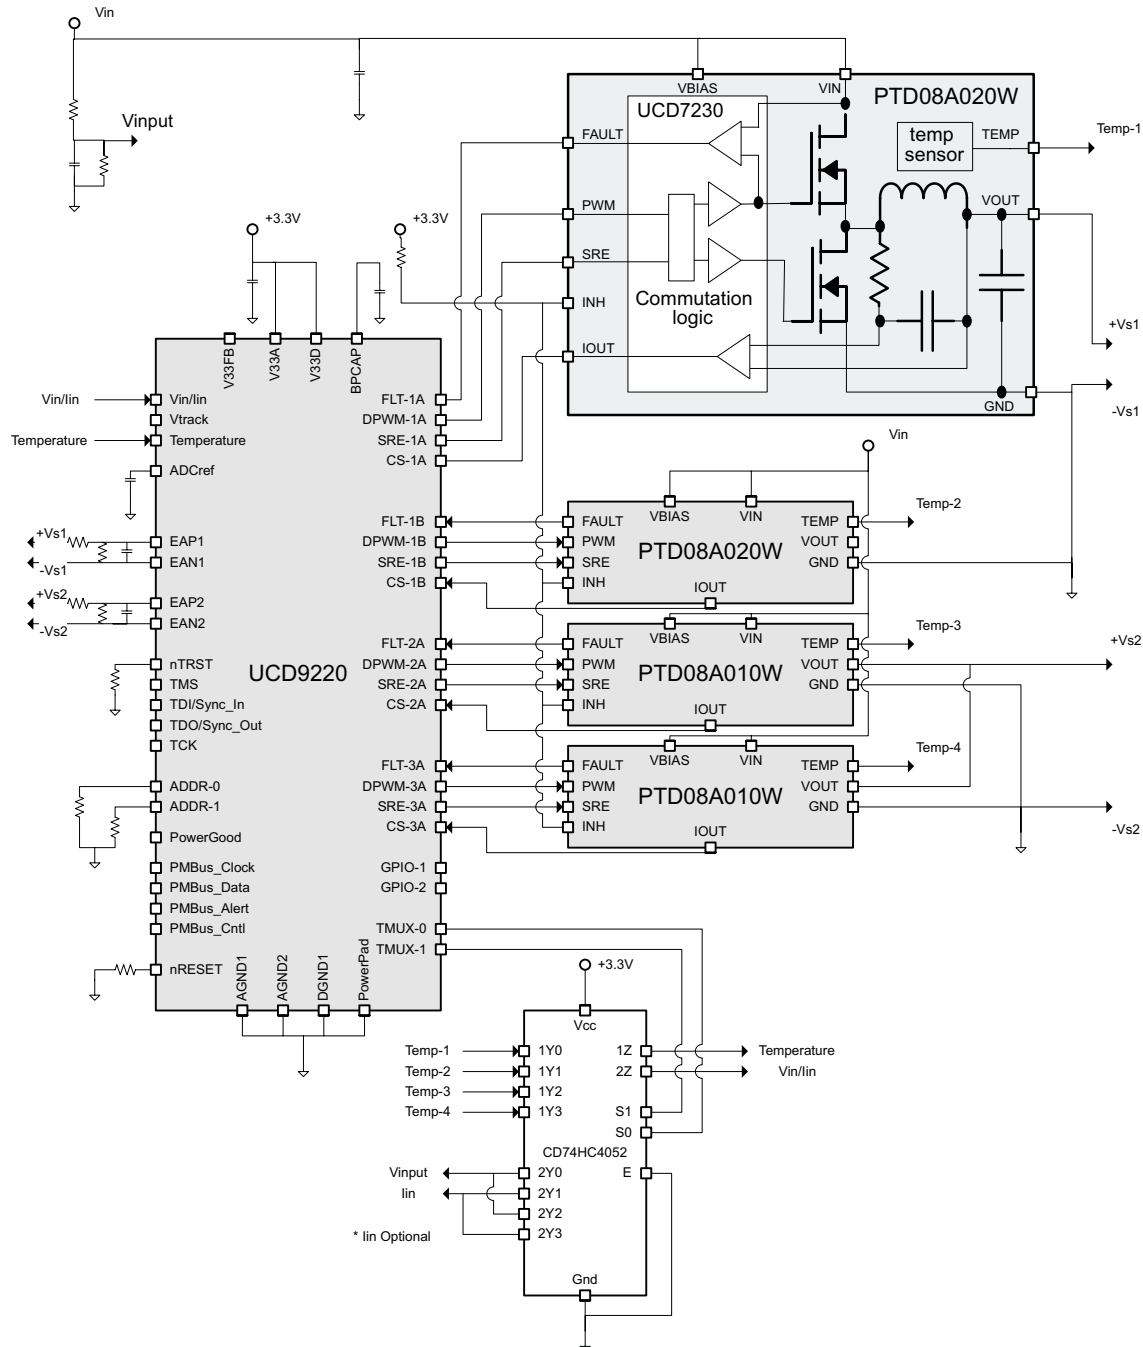 Vin
Vinput
+3.3V
+3.3V
VBIAS
VIN
PTD08A020W
UCD7230
FAULT
PWM
SRE
INH
IOUT
Commutation
logic
temp
sensor
TEMP
VOUT
GND
Temp-1
+Vs1
-Vs1
V33FB
V33A
V33D
BPCAP
Vin/Iin
Vin/Iin
Vtrack
Temperature
Temperature
ADCref
+Vs1
EAP1
-Vs1
EAN1
+Vs2
EAP2
-Vs2
EAN2
nTRST
TMS
TDI/Sync_In
TDO/Sync_Out
TCK
ADDR-0
ADDR-1
PowerGood
PMBus_Clock
PMBus_Data
PMBus_Alert
PMBus_Cntl
nRESET
UCD9220
AGND1
AGND2
DGND1
PowerPad
FLT-1A
DPWM-1A
SRE-1A
CS-1A
FLT-1B
DPWM-1B
SRE-1B
CS-1B
FLT-2A
DPWM-2A
SRE-2A
CS-2A
FLT-3A
DPWM-3A
SRE-3A
CS-3A
GPIO-1
GPIO-2
TMUX-0
TMUX-1
Vin
VBIAS
VIN
FAULT
PWM
SRE
INH
PTD08A020W
IOUT
TEMP
VOUT
GND
Temp-2
VBIAS
VIN
FAULT
PWM
SRE
INH
PTD08A010W
IOUT
TEMP
VOUT
GND
Temp-3
+Vs2
VBIAS
VIN
FAULT
PWM
SRE
INH
PTD08A010W
IOUT
TEMP
VOUT
GND
Temp-4
-Vs2
+3.3V
Vcc
Temp-1
1Y0
Temp-2
1Y1
Temp-3
1Y2
Temp-4
1Y3
1Z
Temperature
2Z
Vin/Iin
S1
S0
CD74HC4052
Vinput
2Y0
Iin
2Y1
2Y2
2Y3
E
* Iin Optional
Gnd